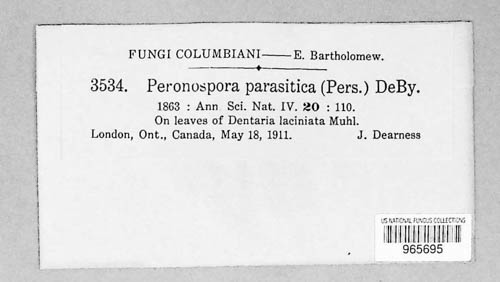 FUNGI COLUMBIANI—E. Bartholomew.
3534. Peronospora parasitica (Pers.) DeBy.
1863 : Ann Sci. Nat. IV. 20 : 110.
On leaves of Dentaria laciniata Muhl.
London, Ont., Canada, May 18, 1911. J. Dearness
US NATIONAL FUNGUS COLLECTIONS
965695